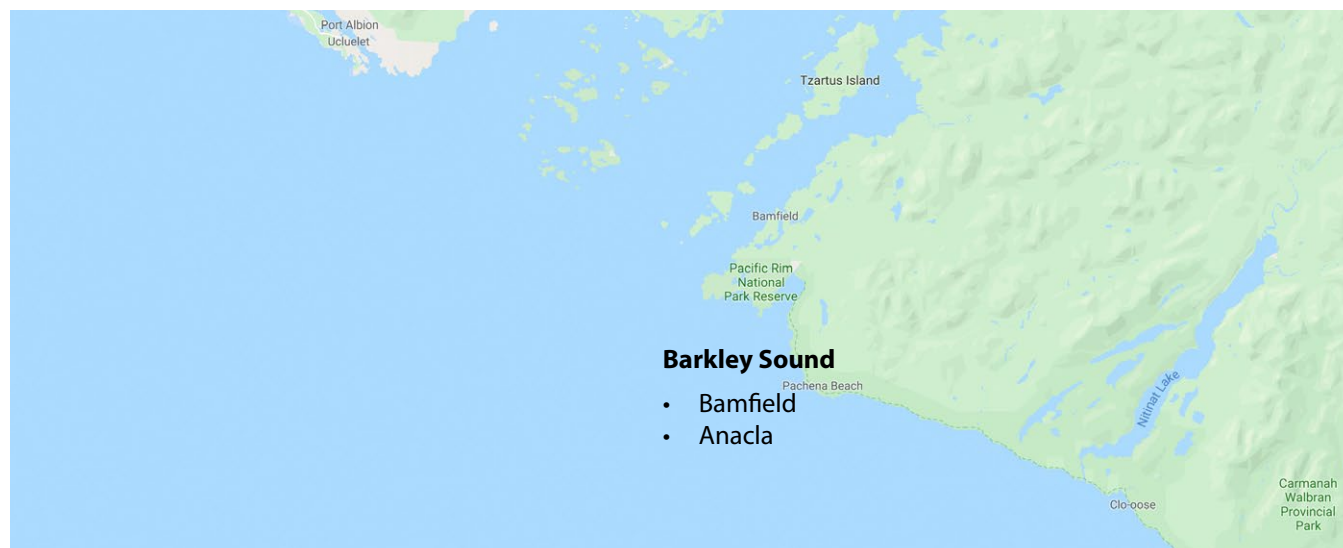 Port Albion
Ucluelet
Tzartus Island
Bamfield
Pacific Rim
National
Park Reserve
Barkley Sound
Pachena Beach
• Bamfield
• Anacla
Nitinat Lake
Carmanah
Walbran
Provincial
Park
Clo-oose